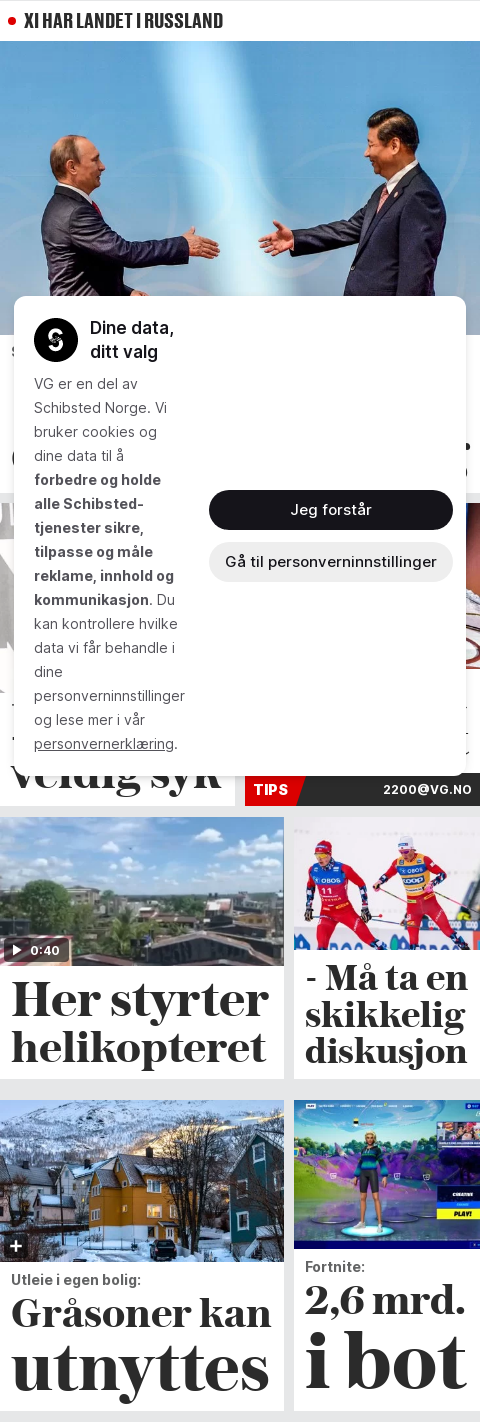 XI HAR LANDET I RUSSLAND
Dine data,
ditt valg
VG er en del av
Schibsted Norge. Vi
bruker cookies og
dine data til å
forbedre og holde
alle Schibsted-
tjenester sikre,
tilpasse og måle
reklame, innhold og
kommunikasjon. Du
kan kontrollere hvilke
data vi får behandle i
dine
personverninnstillinger
og lese mer i vår
personvernerklæring.
Jeg forstår
Gå til personverninnstillinger
veldig syk
TIPS
2200@VG.NO
0:40
Her styrter
helikopteret
- Må ta en
skikkelig
diskusjon
Utleie i egen bolig:
Gråsoner kan
utnyttes
PLAY!
Fortnite:
2,6 mrd.
i bot